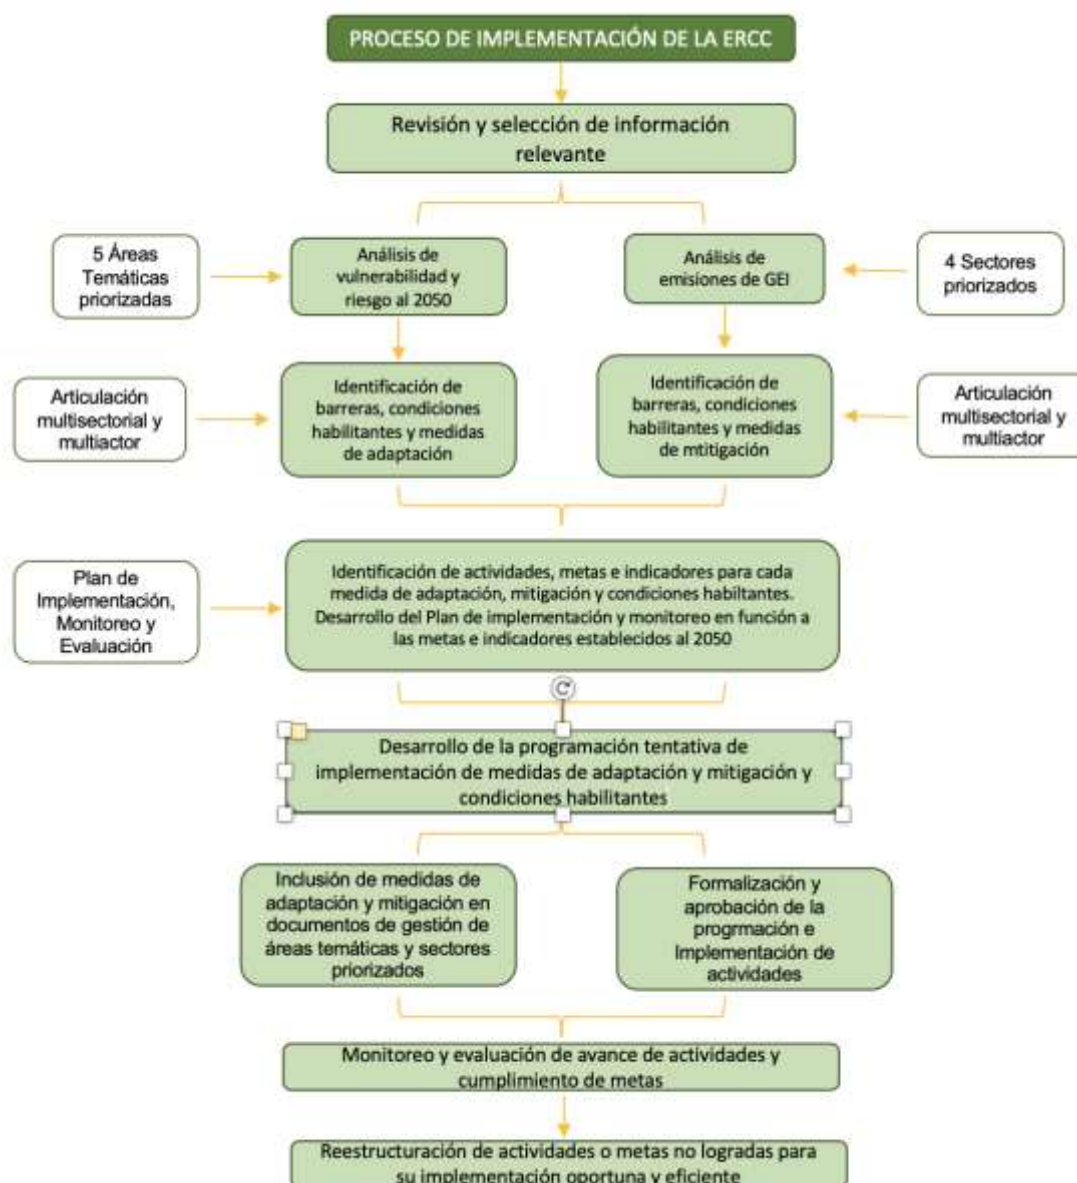 PROCESO DE IMPLEMENTACIÓN DE LA ERCC
Revisión y selección de información
relevante
5 Áreas
Temáticas
priorizadas
Análisis de
vulnerabilidad y
riesgo al 2050
Análisis de
emisiones de GEI
4 Sectores
priorizados
Articulación
multisectorial y
multiactor
Identificación de
barreras, condiciones
habilitantes y medidas
de adaptación
Identificación de
barreras, condiciones
habilitantes y medidas
de mtitigación
Articulación
multisectorial y
multiactor
Plan de
Implementación,
Monitoreo y
Evaluación
Identificación de actividades, metas e indicadores para cada
medida de adaptación, mitigación y condiciones habiltantes.
Desarrollo del Plan de implementación y monitoreo en función a
las metas e indicadores establecidos al 2050
Desarrollo de la programación tentativa de
implementación de medidas de adaptación y mitigación y
condiciones habilitantes
Inclusión de medidas de
adaptación y mitigación en
documentos de gestión de
áreas temáticas y sectores
priorizados
Formalización y
aprobación de la
progrmación e
Implementación de
actividades
Monitoreo y evaluación de avance de actividades y
cumplimiento de metas
Reestructuración de actividades o metas no logradas para
su implementación oportuna y eficiente